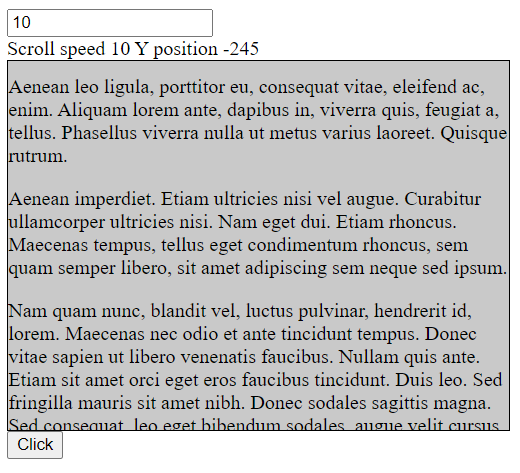 10
Scroll speed 10 Y position -245
Aenean leo ligula, porttitor eu, consequat vitae, eleifend ac,
enim. Aliquam lorem ante, dapibus in, viverra quis, feugiat a,
tellus. Phasellus viverra nulla ut metus varius laoreet. Quisque
rutrum.
Aenean imperdiet. Etiam ultricies nisi vel augue. Curabitur
ullamcorper ultricies nisi. Nam eget dui. Etiam rhoncus.
Maecenas tempus, tellus eget condimentum rhoncus, sem
quam semper libero, sit amet adipiscing sem neque sed ipsum.
Nam quam nunc, blandit vel, luctus pulvinar, hendrerit id,
lorem. Maecenas nec odio et ante tincidunt tempus. Donec
vitae sapien ut libero venenatis faucibus. Nullam quis ante.
Etiam sit amet orci eget eros faucibus tincidunt. Duis leo. Sed
fringilla mauris sit amet nibh. Donec sodales sagittis magna.
Sed consequat, leo eget bibendum sodales, augue velit cursus
Click